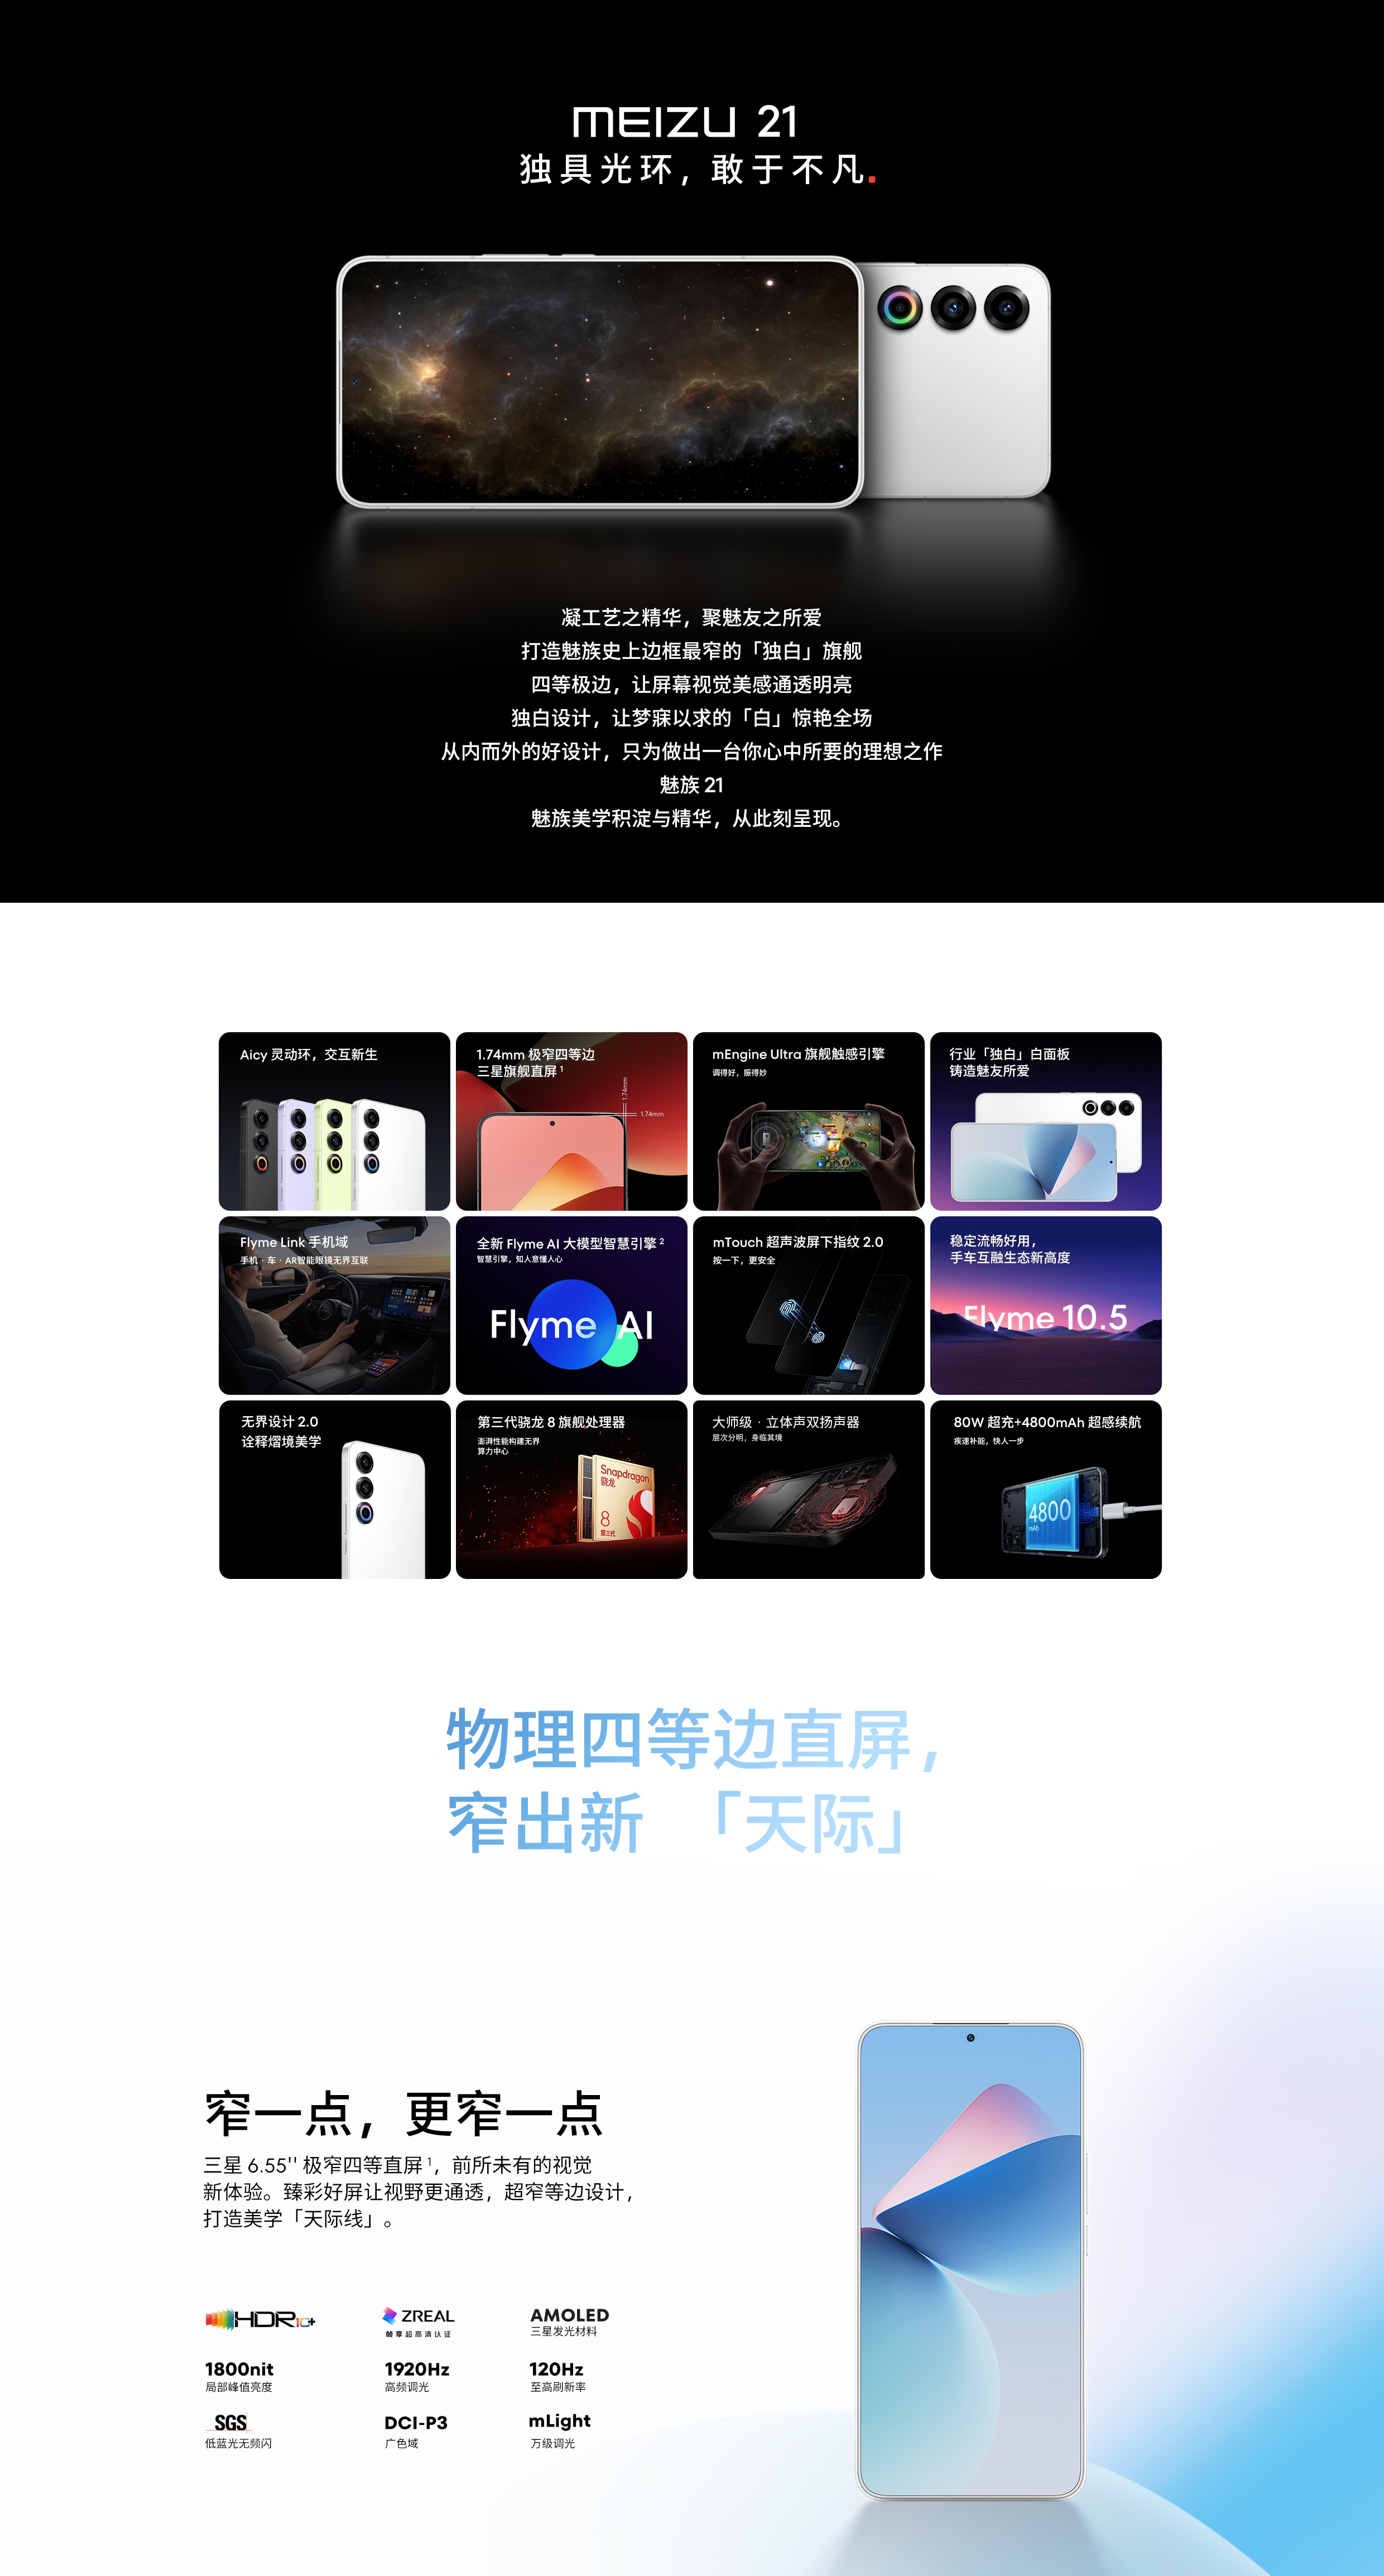 MEIZU 21
独具光环，敢于不凡.
凝工艺之精华，聚魅友之所爱
打造魅族史上边框最窄的「独白」旗舰
四等极边，让屏幕视觉美感通透明亮
独白设计，让梦寐以求的「白」惊艳全场
从内而外的好设计，只为做出一台你心中所要的理想之作
魅族 21
魅族美学积淀与精华，从此刻呈现。
Aicy 灵动环，交互新生
1.74mm 极窄四等边
三星旗舰直屏 1
1.74mm
1.74mm
mEngine Ultra 旗舰触感引擎
调得好，振得妙
行业「独白」白面板
铸造魅友所爱
Flyme Link 手机域
手机 · 车 · AR智能眼镜无界互联
全新 Flyme AI 大模型智慧引擎 2
智慧引擎，知人意懂人心
Flyme AI
mTouch 超声波屏下指纹 2.0
按一下，更安全
稳定流畅好用，
手车互融生态新高度
Flyme 10.5
无界设计 2.0
诠释熠境美学
第三代骁龙 8 旗舰处理器
澎湃性能构建无界
算力中心
Snapdragon
骁龙
8
第三代
大师级 · 立体声双扬声器
层次分明，身临其境
80W 超充+4800mAh 超感续航
疾速补能，快人一步
4800
mAh
物理四等边直屏，
窄出新 「天际」
窄一点，更窄一点
三星 6.55'' 极窄四等直屏 1，前所未有的视觉
新体验。臻彩好屏让视野更通透，超窄等边设计，
打造美学「天际线」。
HDR10+
ZREAL
帧享超高清认证
AMOLED
三星发光材料
1800nit
局部峰值亮度
1920Hz
高频调光
120Hz
至高刷新率
SGS
低蓝光无频闪
DCI-P3
广色域
mLight
万级调光